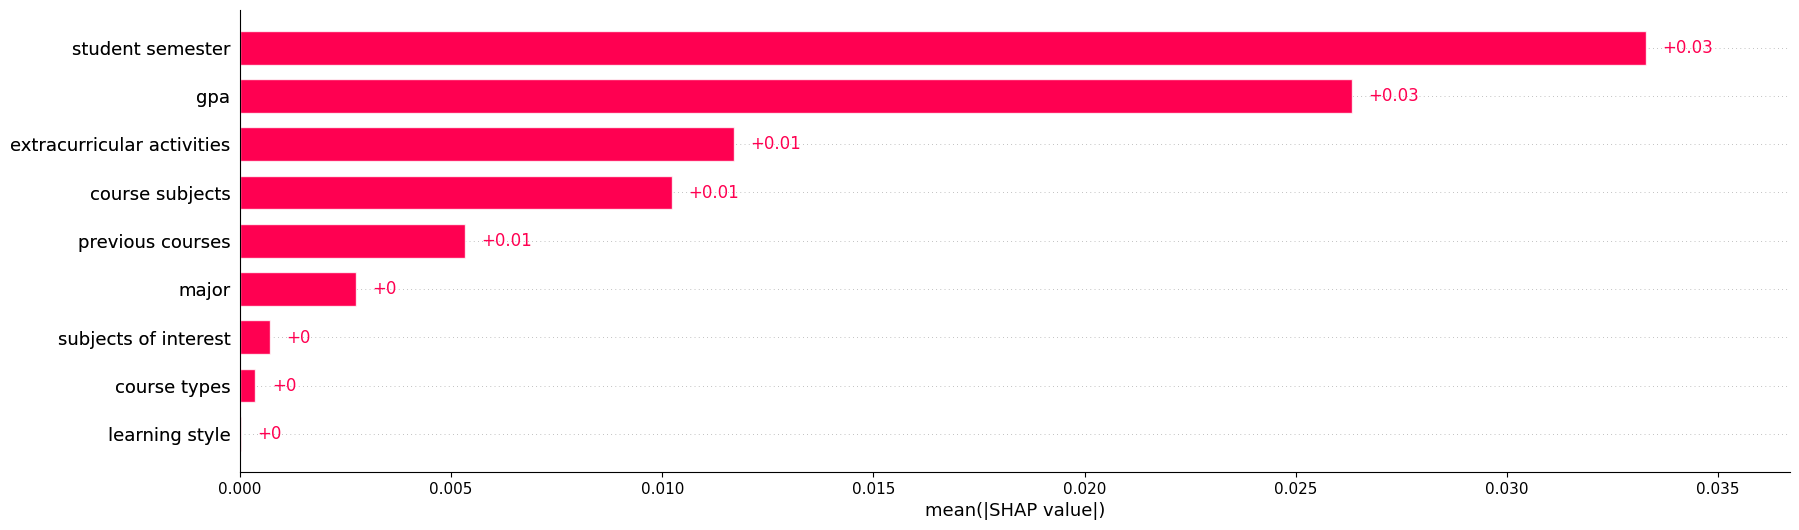 student semester +0.03
gpa +0.03
extracurricular activities +0.01
course subjects +0.01
previous courses +0.01
major +0
subjects of interest +0
course types +0
learning style +0
0.000 0.005 0.010 0.015 0.020 0.025 0.030 0.035
mean(|SHAP value|)